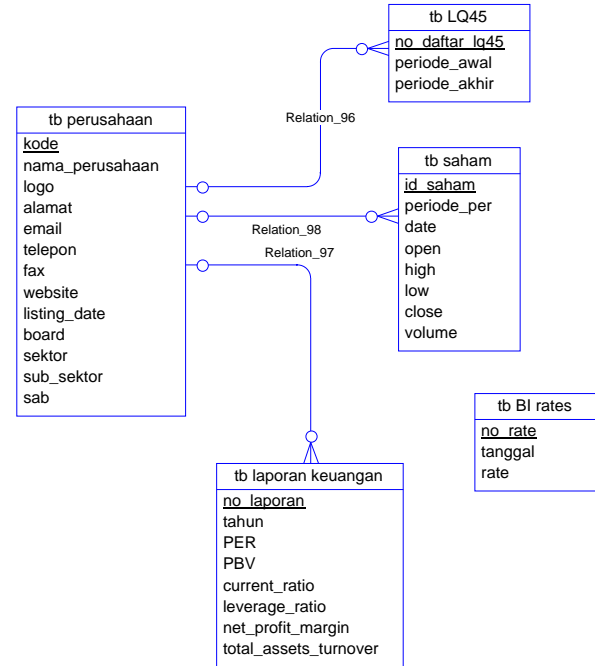 tb LQ45
no_daftar_lq45
periode_awal
periode_akhir
Relation_96
tb perusahaan
kode
nama_perusahaan
logo
alamat
email
telepon
fax
website
listing_date
board
sektor
sub_sektor
sab
tb saham
id_saham
periode_per
date
open
high
low
close
volume
Relation_98
Relation_97
tb BI rates
no_rate
tanggal
rate
tb laporan keuangan
no_laporan
tahun
PER
PBV
current_ratio
leverage_ratio
net_profit_margin
total_assets_turnover